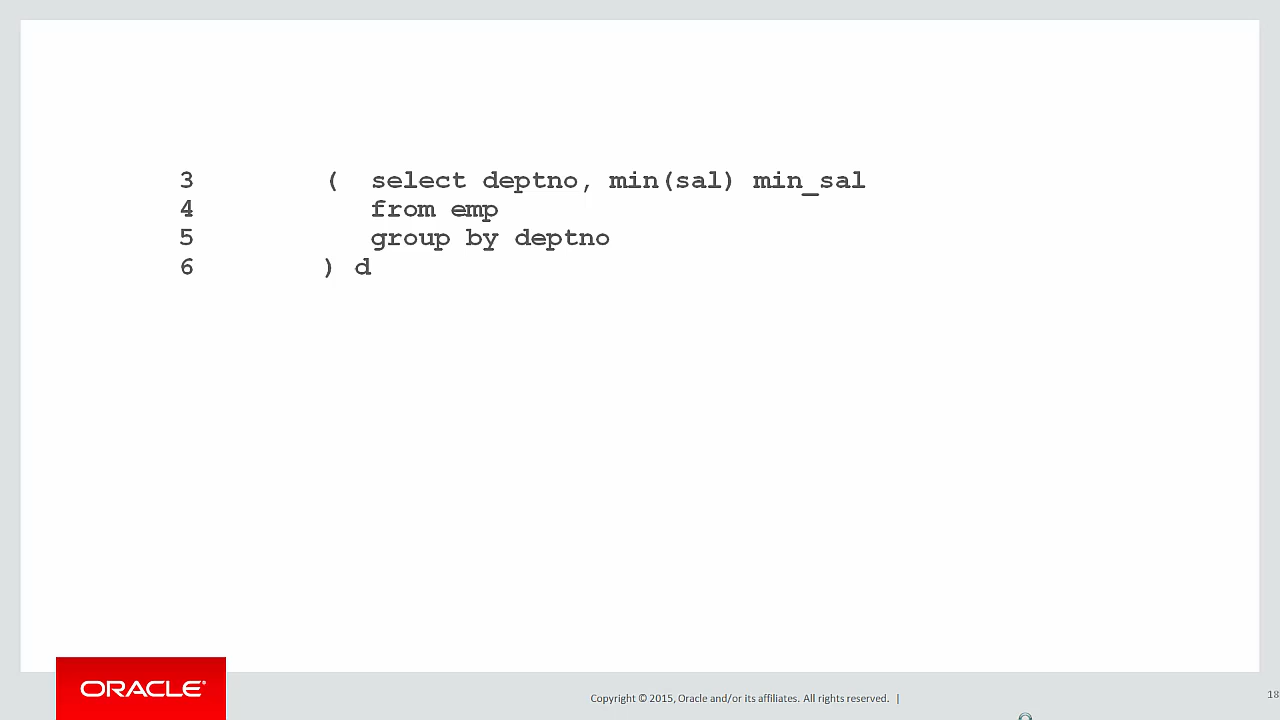 3 ( select deptno, min(sal) min_sal
4 from emp
5 group by deptno
6 ) d
ORACLE®
Copyright © 2015, Oracle and/or its affiliates. All rights reserved. |
18